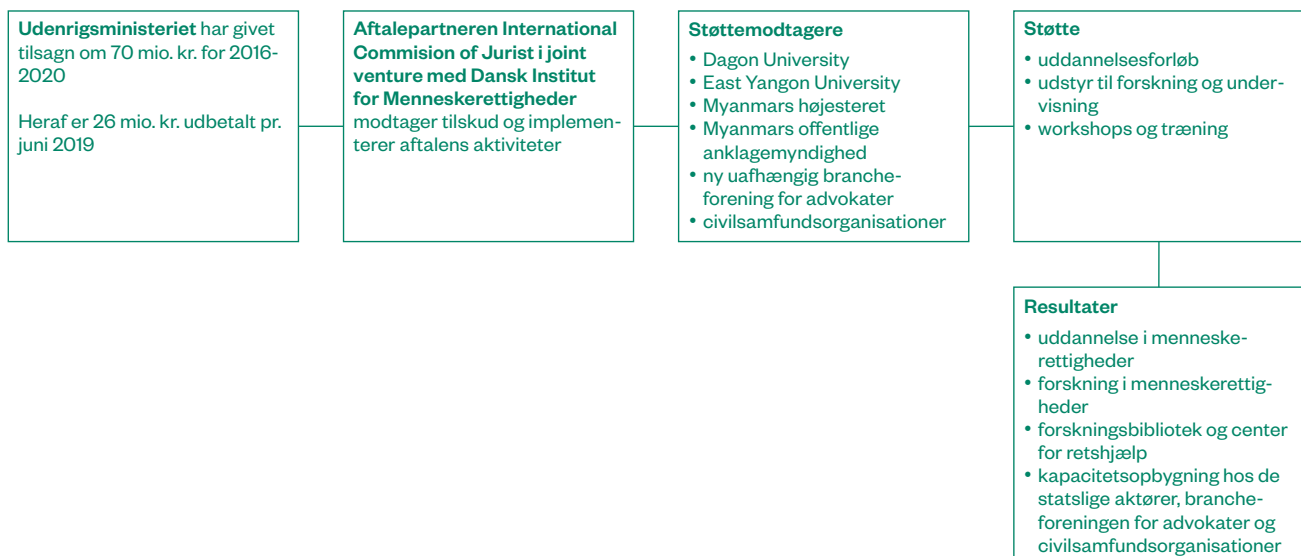 Udenrigsministeriet har givet
tilsagn om 70 mio. kr. for 2016-
2020
Heraf er 26 mio. kr. udbetalt pr.
juni 2019
Aftalepartneren International
Commision of Jurist i joint
venture med Dansk Institut
for Menneskerettigheder
modtager tilskud og implemen-
terer aftalens aktiviteter
Støttemodtagere
• Dagon University
• East Yangon University
• Myanmars højesteret
• Myanmars offentlige
anklagemyndighed
• ny uafhængig branche-
forening for advokater
• civilsamfundsorganisationer
Støtte
• uddannelsesforløb
• udstyr til forskning og under-
visning
• workshops og træning
Resultater
• uddannelse i menneske-
rettigheder
• forskning i menneskerettig-
heder
• forskningsbibliotek og center
for retshjælp
• kapacitetsopbygning hos de
statslige aktører, branche-
foreningen for advokater og
civilsamfundsorganisationer